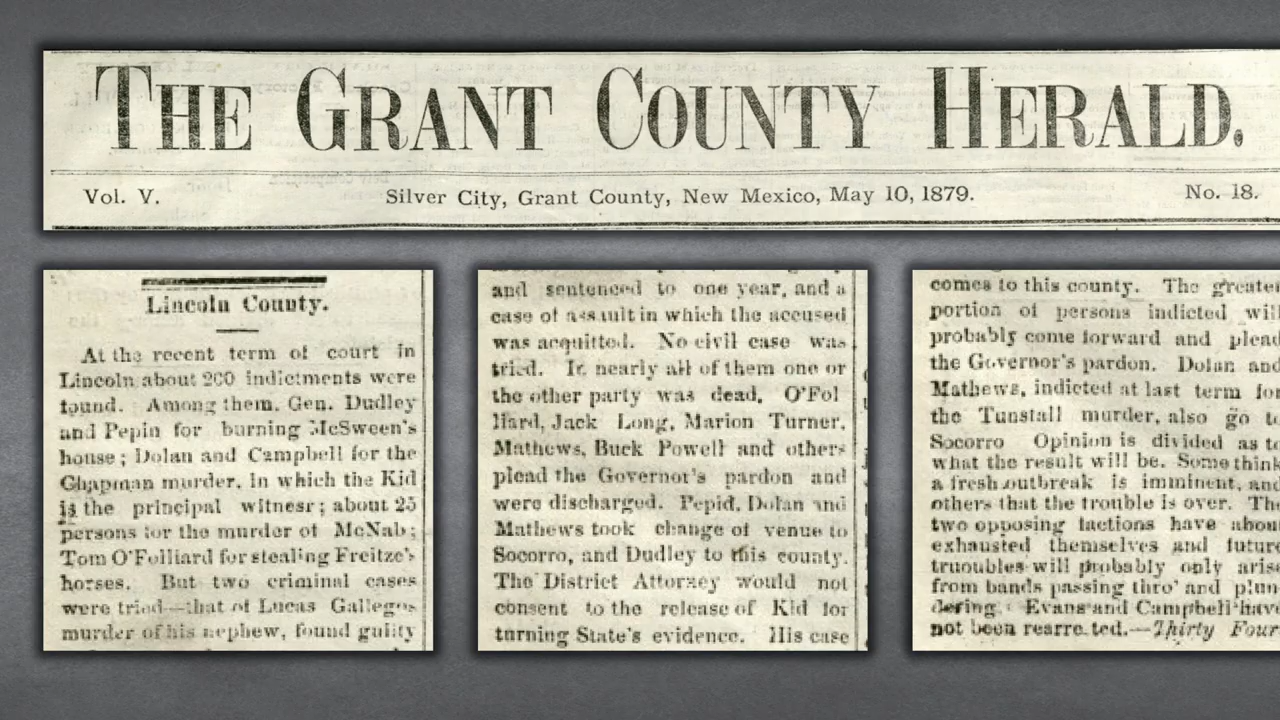 THE GRANT COUNTY HERALD.
Vol. V.
Silver City, Grant County, New Mexico, May 10, 1879.
No. 18.
Lincoln County.
At the recent term of court in
Lincoln about 200 indictments were
found. Among them, Gen. Dudley
and Pepin for burning McSween's
house; Dolan and Campbell for the
Chapman murder, in which the Kid
is the principal witness; about 25
persons for the murder of McNab;
Tom O'Folliard for stealing Freitze's
horses. But two criminal cases
were tried—that of Lucas Gallegos
murder of his nephew, found guilty
and sentenced to one year, and a
case of assault in which the accused
was acquitted. No civil case was
tried. In nearly all of them one or
the other party was dead. O'Fol
liard, Jack Long, Marion Turner,
Mathews, Buck Powell and others
plead the Governor's pardon and
were discharged. Pepid, Dolan and
Mathews took change of venue to
Socorro, and Dudley to this county.
The District Attorney would not
consent to the release of Kid for
turning State's evidence. His case
comes to this county. The greater
portion of persons indicted will
probably come forward and plead
the Governor's pardon. Dolan and
Mathews, indicted at last term for
the Tunstall murder, also go to
Socorro Opinion is divided as to
what the result will be. Some think
a fresh outbreak is imminent, and
others that the trouble is over. The
two opposing factions have about
exhausted themselves and future
truoubles will probably only arise
from bands passing thro' and plun-
dering. Evans and Campbell have
not been rearrested.—Thirty Four